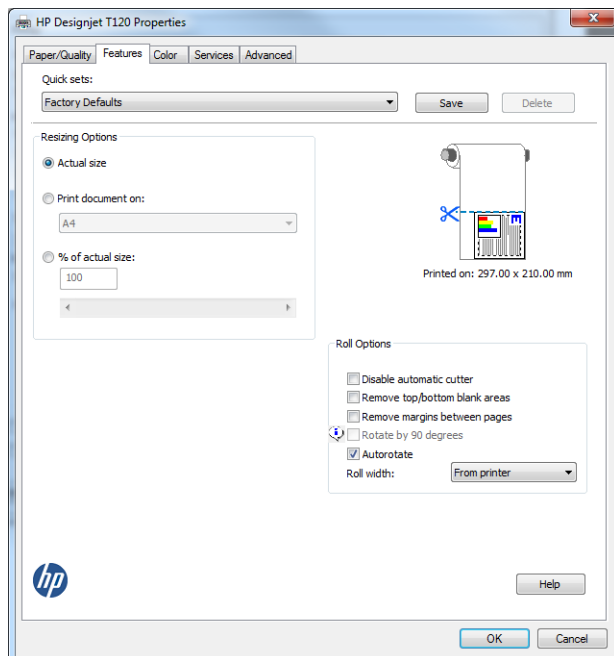 HP Designjet T120 Properties
Paper/Quality Features Color Services Advanced
Quick sets:
Factory Defaults Save Delete
Resizing Options
Actual size
Print document on:
A4
% of actual size:
100
E
Printed on: 297.00 x 210.00 mm
Roll Options
Disable automatic cutter
Remove top/bottom blank areas
Remove margins between pages
Rotate by 90 degrees
Autorotate
Roll width: From printer
hp
Help
OK Cancel